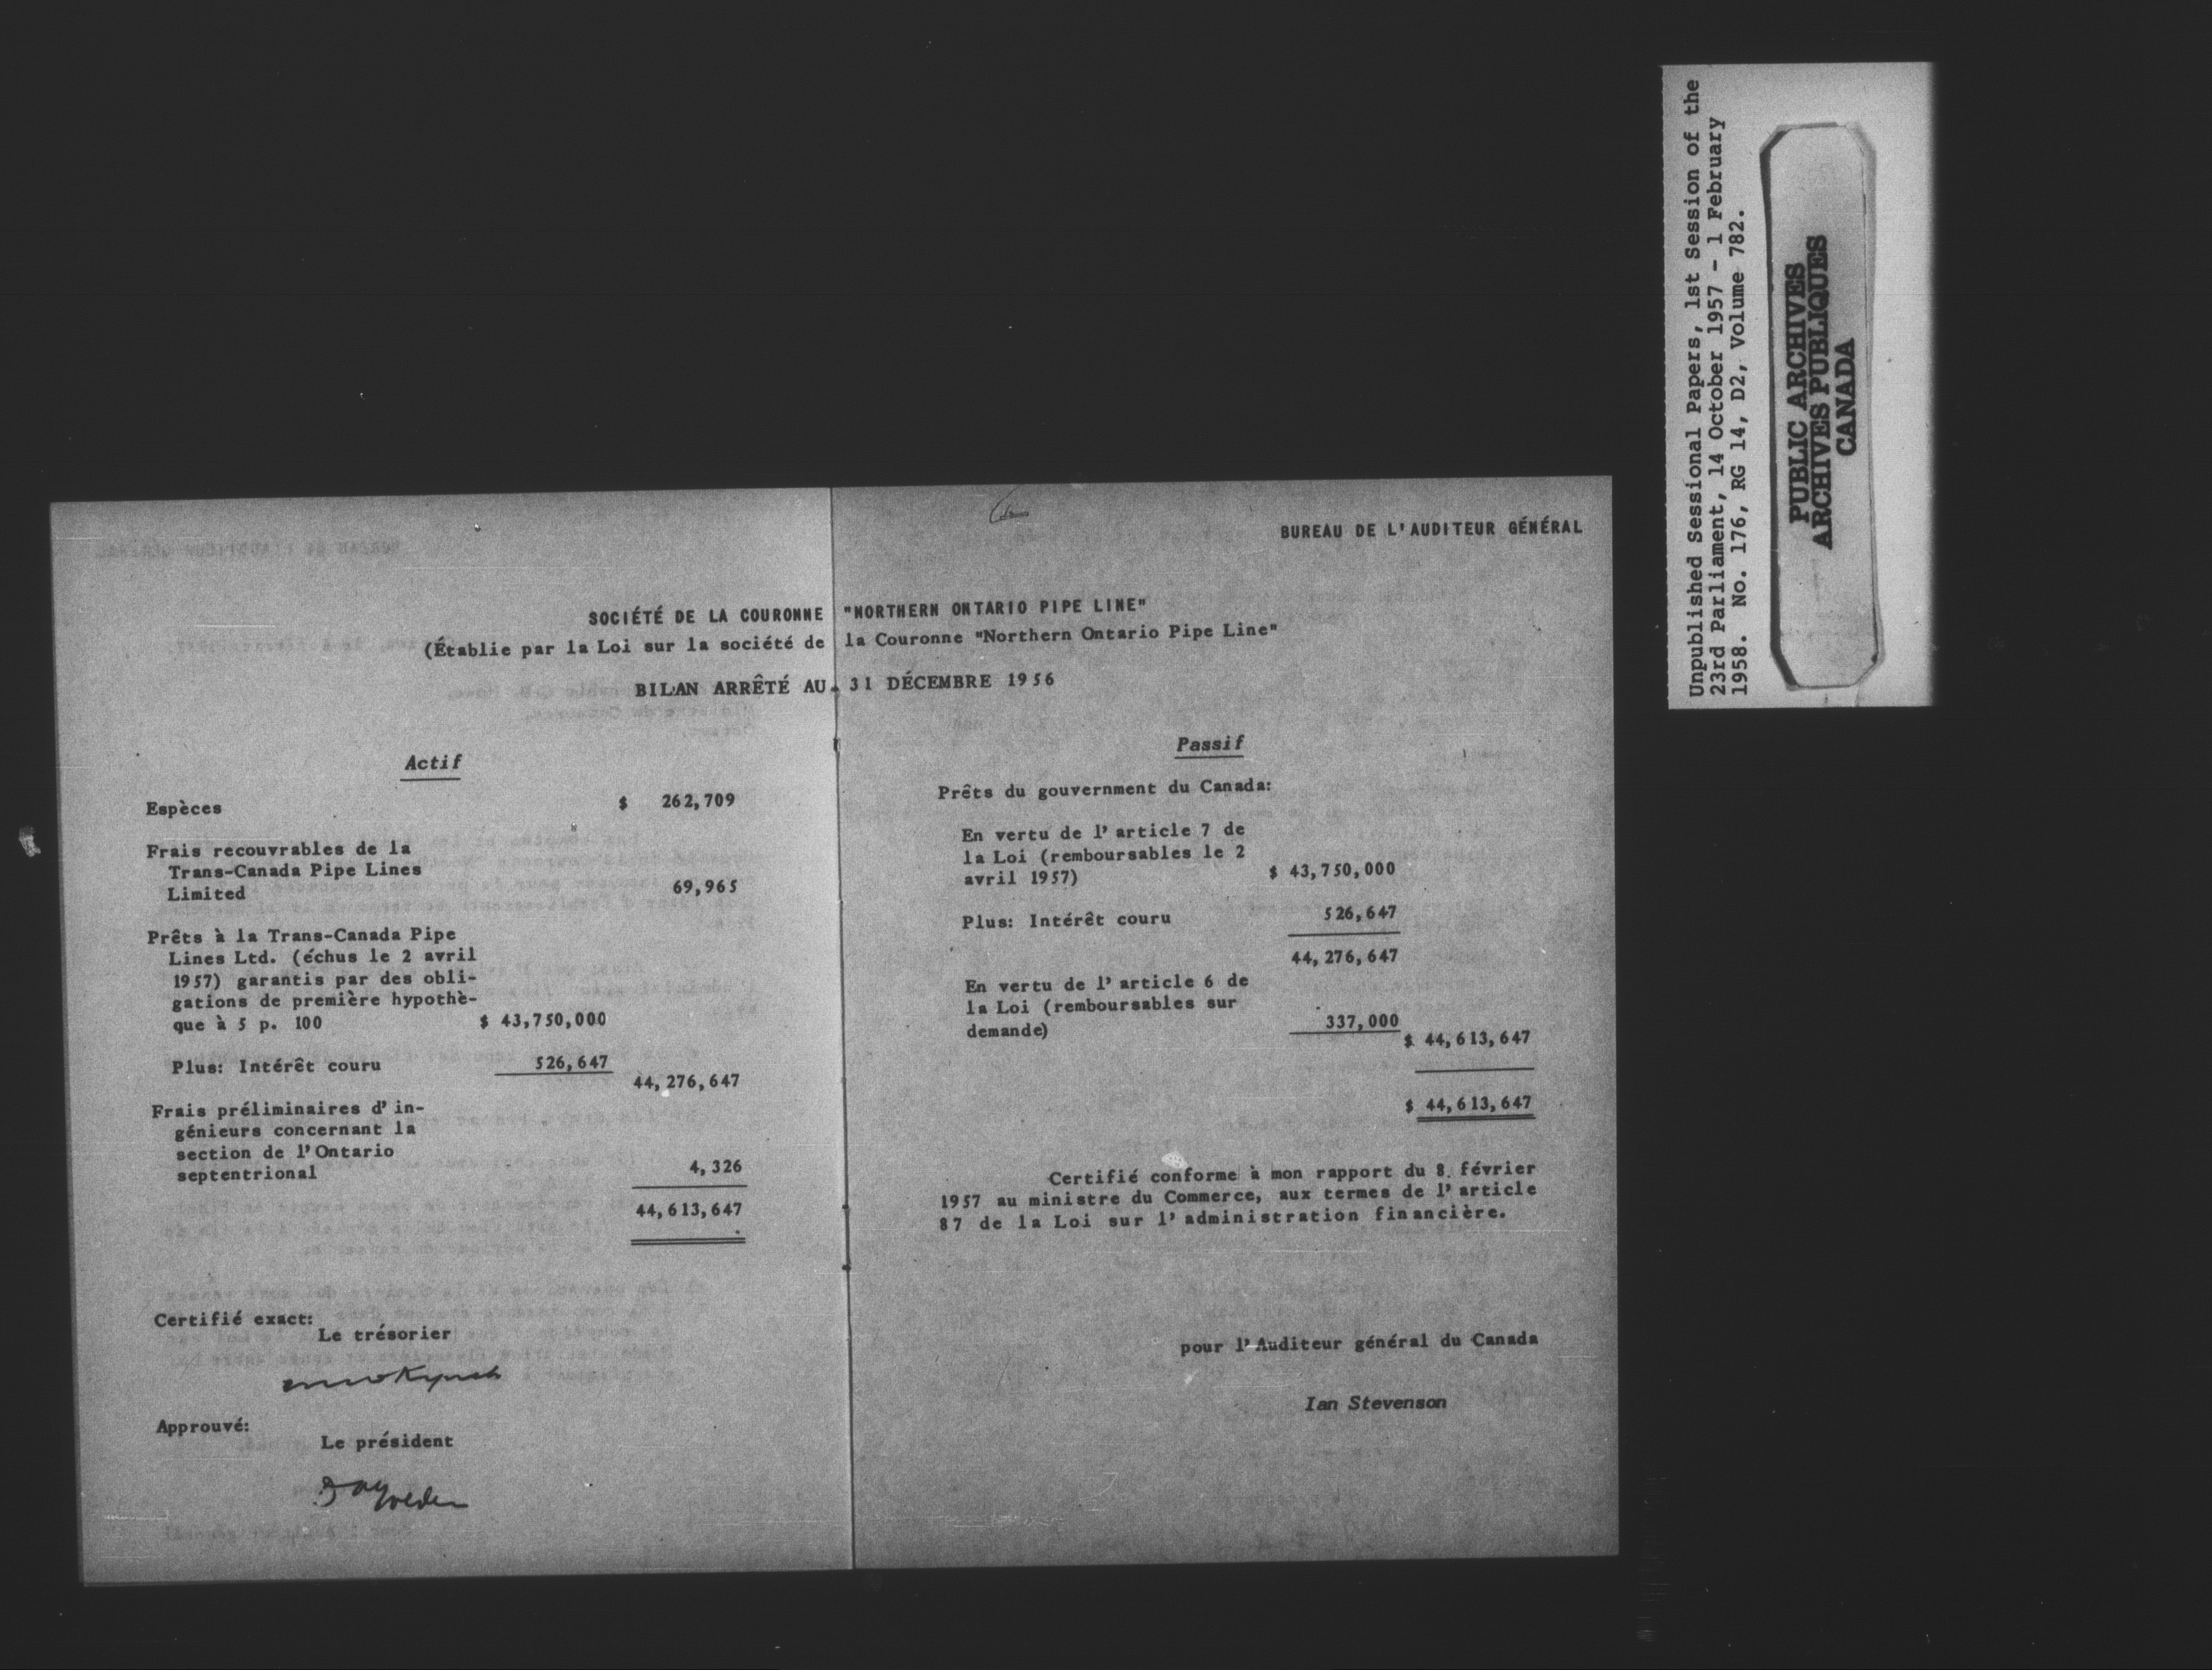 BUREAU DE L'AUDITEUR GÉNÉRAL
SOCIÉTÉ DE LA COURONNE "NORTHERN ONTARIO PIPE LINE"
(Établie par la Loi sur la société de la Couronne "Northern Ontario Pipe Line"
BILAN ARRÊTÉ AU 31 DÉCEMBRE 1956
Actif
Espèces $ 262,709
Frais recouvrables de la
Trans-Canada Pipe Lines
Limited 69,965
Prêts à la Trans-Canada Pipe
Lines Ltd. (échus le 2 avril
1957) garantis par des obli-
gations de première hypothè-
que à 5 p. 100 $ 43,750,000
Plus: Intérêt couru 526,647
44,276,647
Frais préliminaires d'in-
génieurs concernant la
section de l'Ontario
septentrional 4,326
44,613,647
Certifié exact:
Le trésorier
Approuvé:
Le président
Passif
Prêts du gouvernment du Canada:
En vertu de l'article 7 de
la Loi (remboursables le 2
avril 1957) $ 43,750,000
Plus: Intérêt couru 526,647
44,276,647
En vertu de l'article 6 de
la Loi (remboursables sur
demande) 337,000
$ 44,613,647
$ 44,613,647
Certifié conforme à mon rapport du 8 février
1957 au ministre du Commerce, aux termes de l'article
87 de la Loi sur l'administration financière.
pour l'Auditeur général du Canada
Ian Stevenson
Unpublished Sessional Papers, 1st Session of the
23rd Parliament, 14 October 1957 - 1 February
1958. No. 176, RG 14, D2, Volume 782.
PUBLIC ARCHIVES
ARCHIVES PUBLIQUES
CANADA